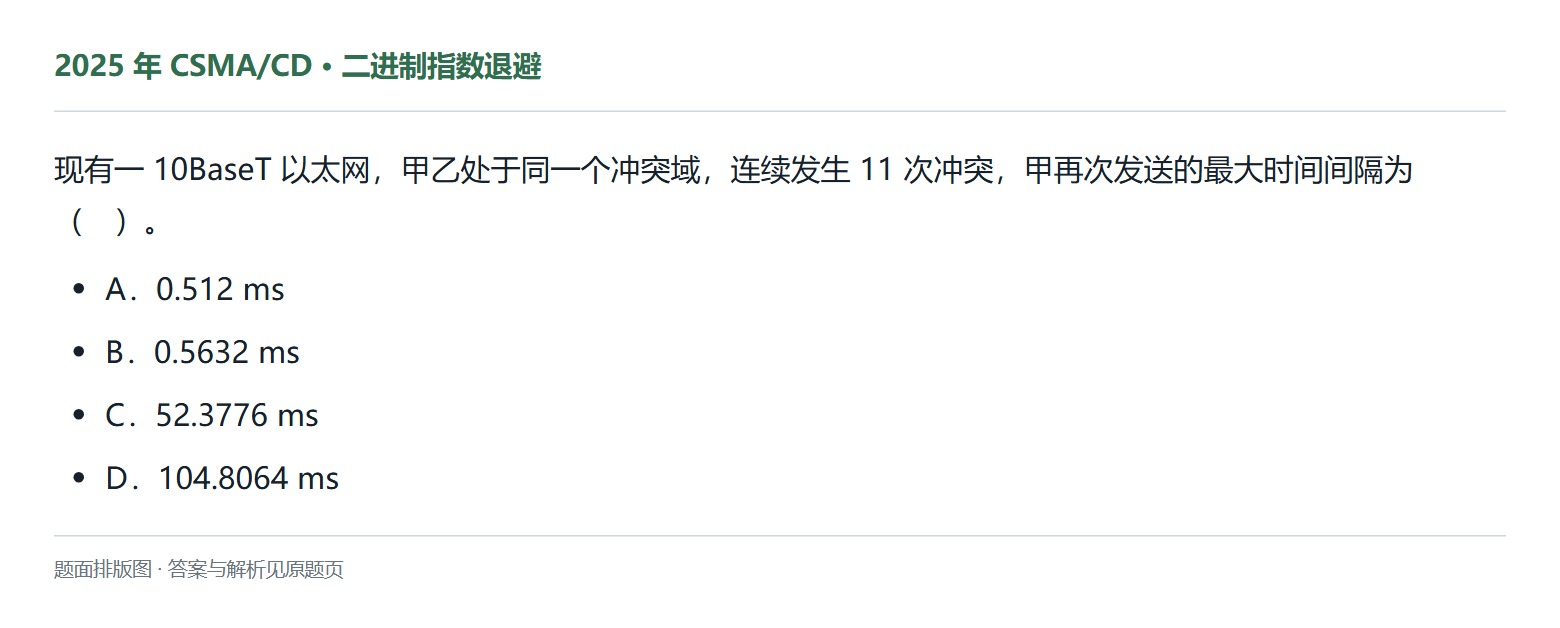 2025 年 CSMA/CD • 二进制指数退避
现有一 10BaseT 以太网，甲乙处于同一个冲突域，连续发生 11 次冲突，甲再次发送的最大时间间隔为
（　）。
• A．0.512 ms
• B．0.5632 ms
• C．52.3776 ms
• D．104.8064 ms
题面排版图 · 答案与解析见原题页